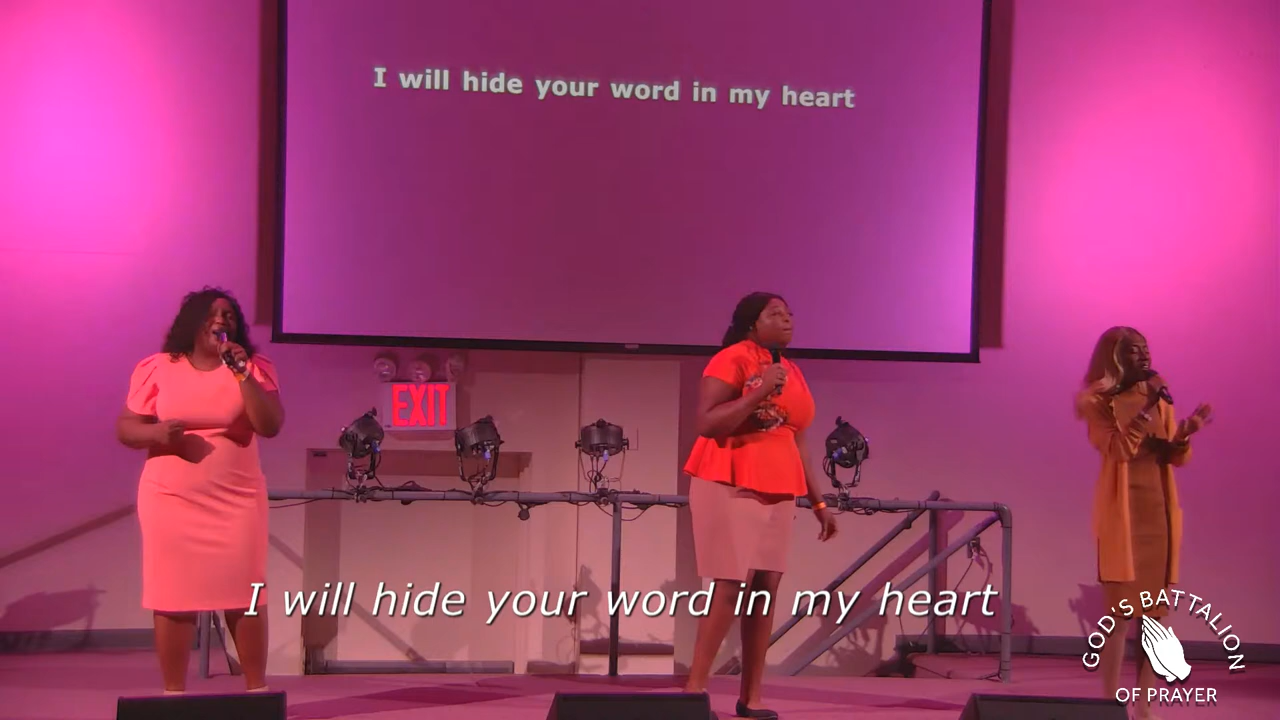 I will hide your word in my heart
EXIT
I will hide your word in my heart
GOD'S BATTALION
OF PRAYER